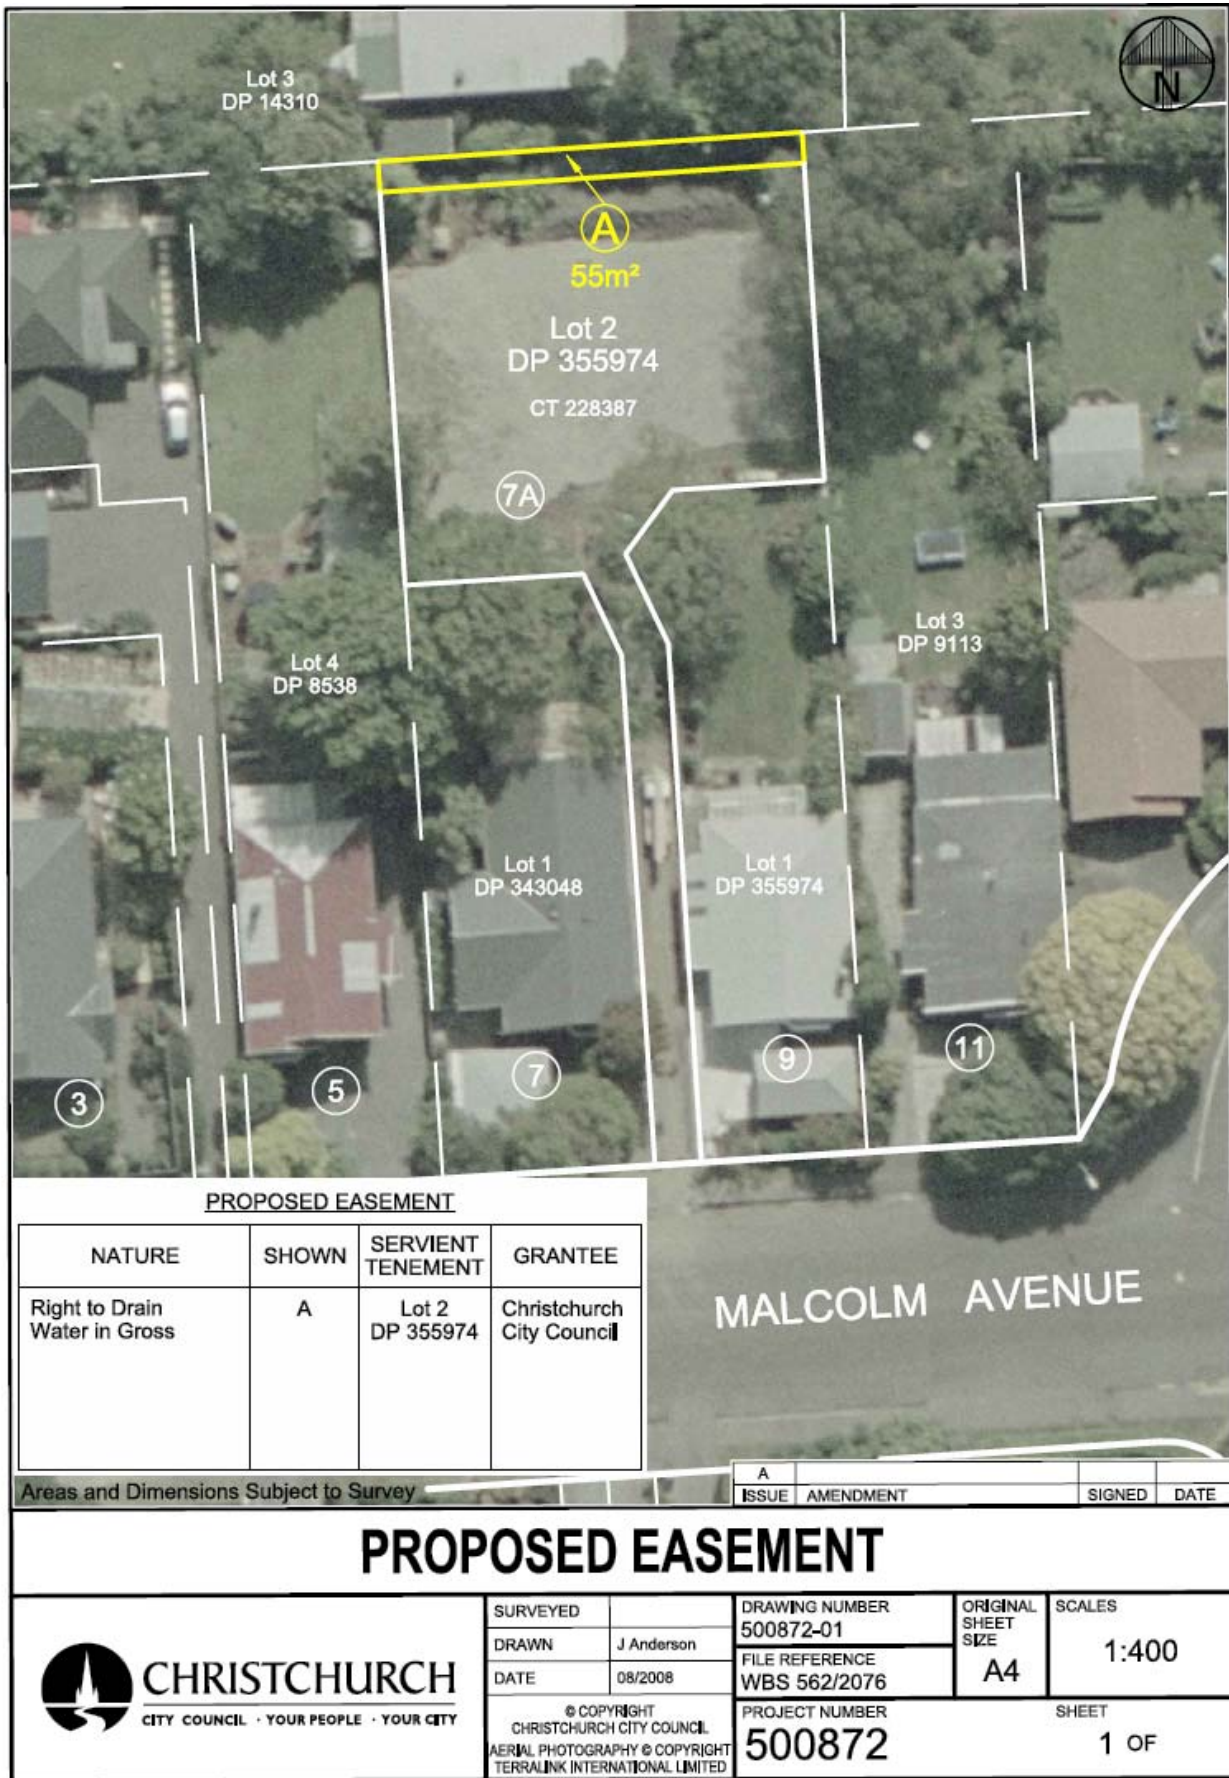 N
Lot 3
DP 14310
A
55m²
Lot 2
DP 355974
CT 228387
7A
Lot 3
DP 9113
Lot 4
DP 8538
Lot 1
DP 343048
Lot 1
DP 355974
3
5
7
9
11
PROPOSED EASEMENT
NATURE SHOWN SERVIENT TENEMENT GRANTEE
Right to Drain A Lot 2 Christchurch
Water in Gross DP 355974 City Council
MALCOLM AVENUE
Areas and Dimensions Subject to Survey
A
ISSUE AMENDMENT SIGNED DATE
PROPOSED EASEMENT
CHRISTCHURCH
CITY COUNCIL · YOUR PEOPLE · YOUR CITY
SURVEYED
DRAWN J Anderson
DATE 08/2008
© COPYRIGHT
CHRISTCHURCH CITY COUNCIL
AERIAL PHOTOGRAPHY © COPYRIGHT
TERRALINK INTERNATIONAL LIMITED
DRAWING NUMBER
500872-01
FILE REFERENCE
WBS 562/2076
PROJECT NUMBER
500872
ORIGINAL
SHEET
SIZE
A4
SCALES
1:400
SHEET
1 OF